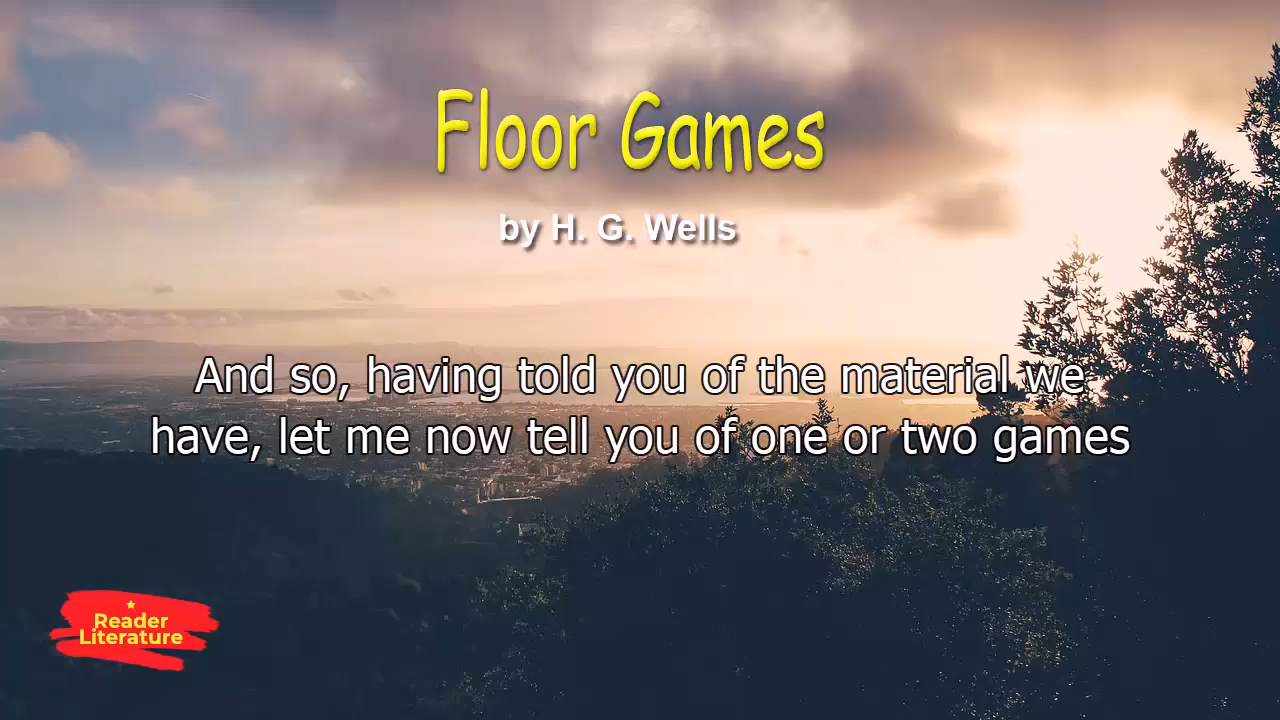 Floor Games
by H. G. Wells
And so, having told you of the material we
have, let me now tell you of one or two games
Reader
Literature